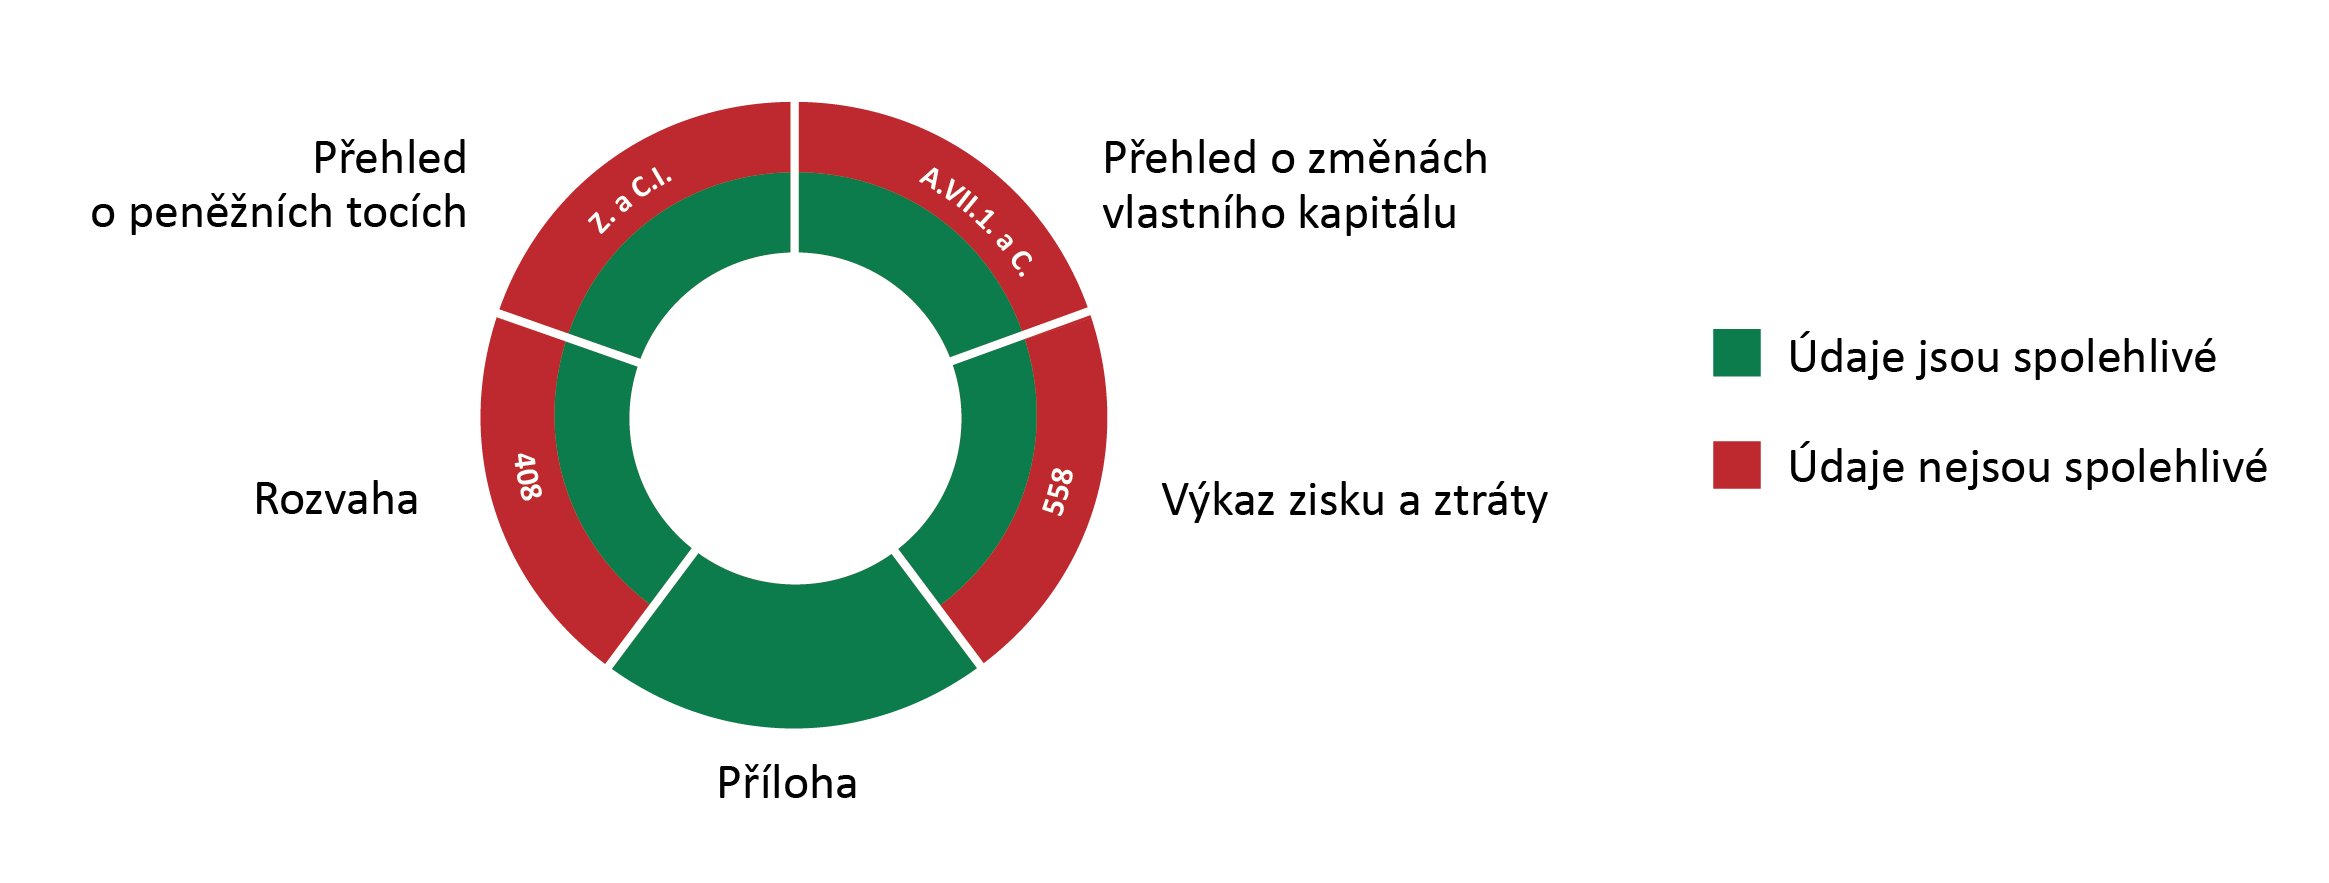 Přehled
o peněžních tocích
Přehled o změnách
vlastního kapitálu
Z. a C.I.
A.VII.1. a C.
Údaje jsou spolehlivé
Údaje nejsou spolehlivé
408
558
Rozvaha
Výkaz zisku a ztráty
Příloha